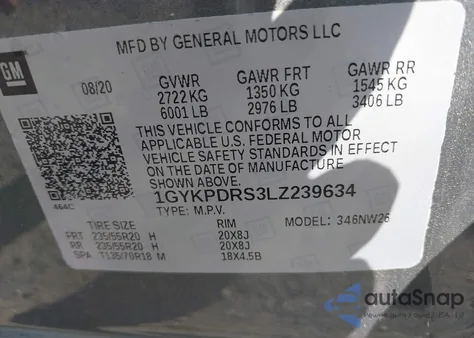 MFD BY GENERAL MOTORS LLC
GM
08/20
GVWR GAWR FRT GAWR RR
2722 KG 1350 KG 1545 KG
6001 LB 2976 LB 3406 LB
THIS VEHICLE CONFORMS TO ALL
APPLICABLE U.S. FEDERAL MOTOR
VEHICLE SAFETY STANDARDS IN EFFECT
ON THE DATE OF MANUFACTURE
SHOWN ABOVE.
464C
1GYKPDRS3LZ239634
TYPE: M.P.V. MODEL: 346NW26
TIRE SIZE RIM
FRT 235/55R20 H 20X8J
RR 235/55R20 H 20X8J
SPA T135/70R18 M 18X4.5B
autoSnap